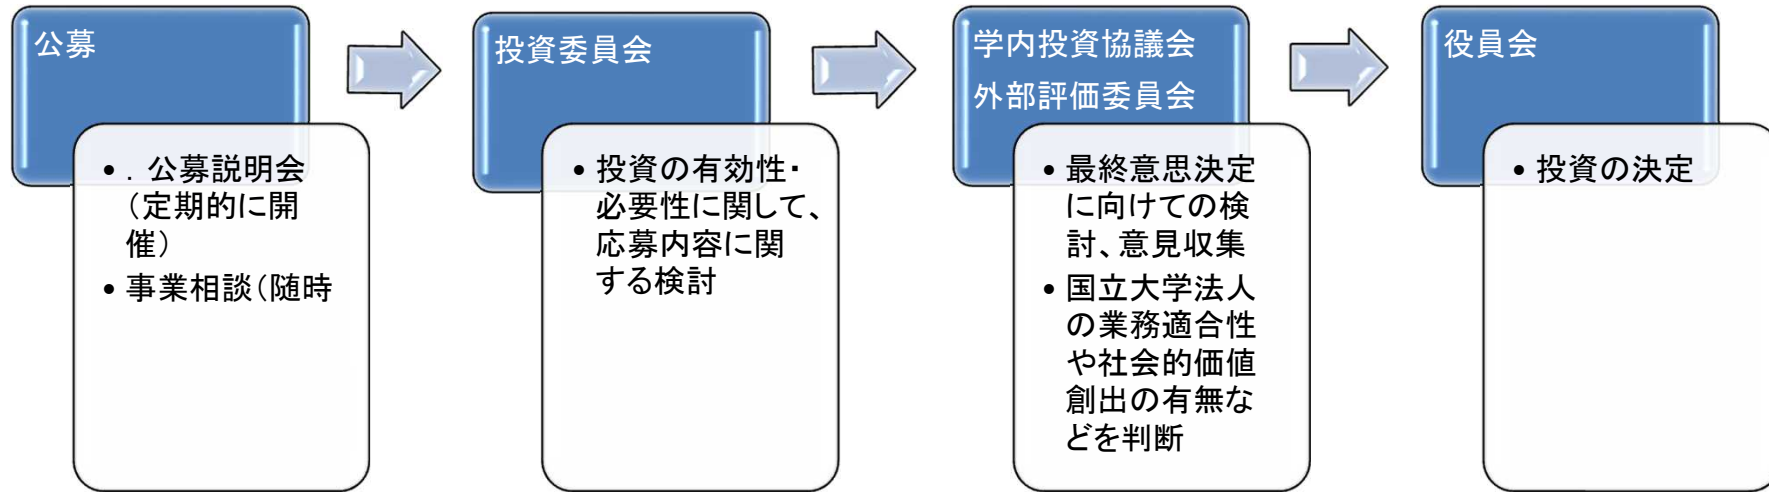 公募
• . 公募説明会
(定期的に開
催)
• 事業相談(随時
投資委員会
• 投資の有効性・
必要性に関して、
応募内容に関
する検討
学内投資協議会
外部評価委員会
• 最終意思決定
に向けての検
討、意見収集
• 国立大学法人
の業務適合性
や社会的価値
創出の有無な
どを判断
役員会
• 投資の決定